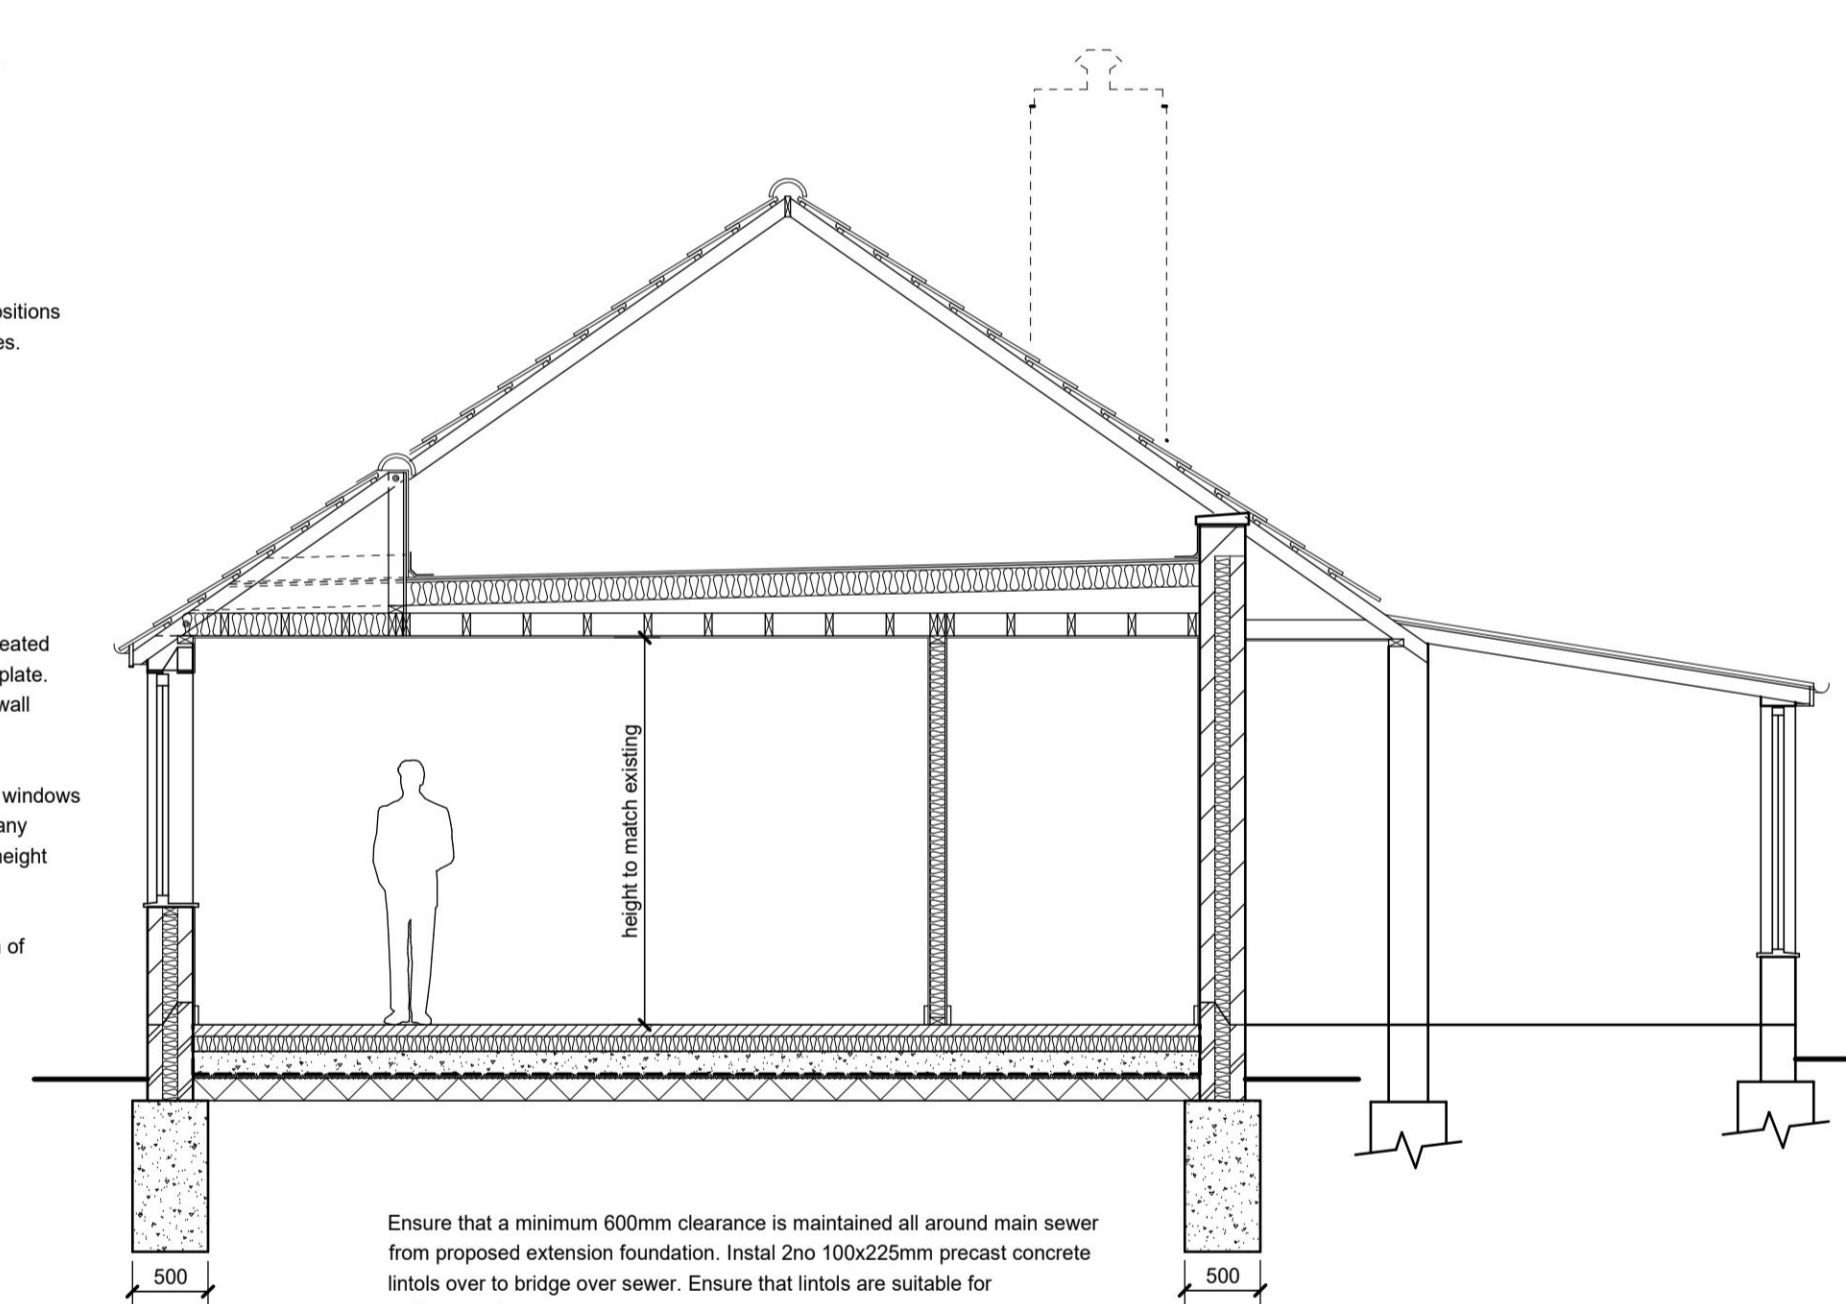 ositions
es.
eated
plate.
wall
windows
any
height
of
height to match existing
Ensure that a minimum 600mm clearance is maintained all around main sewer
from proposed extension foundation. Instal 2no 100x225mm precast concrete
lintols over to bridge over sewer. Ensure that lintols are suitable for
500
500